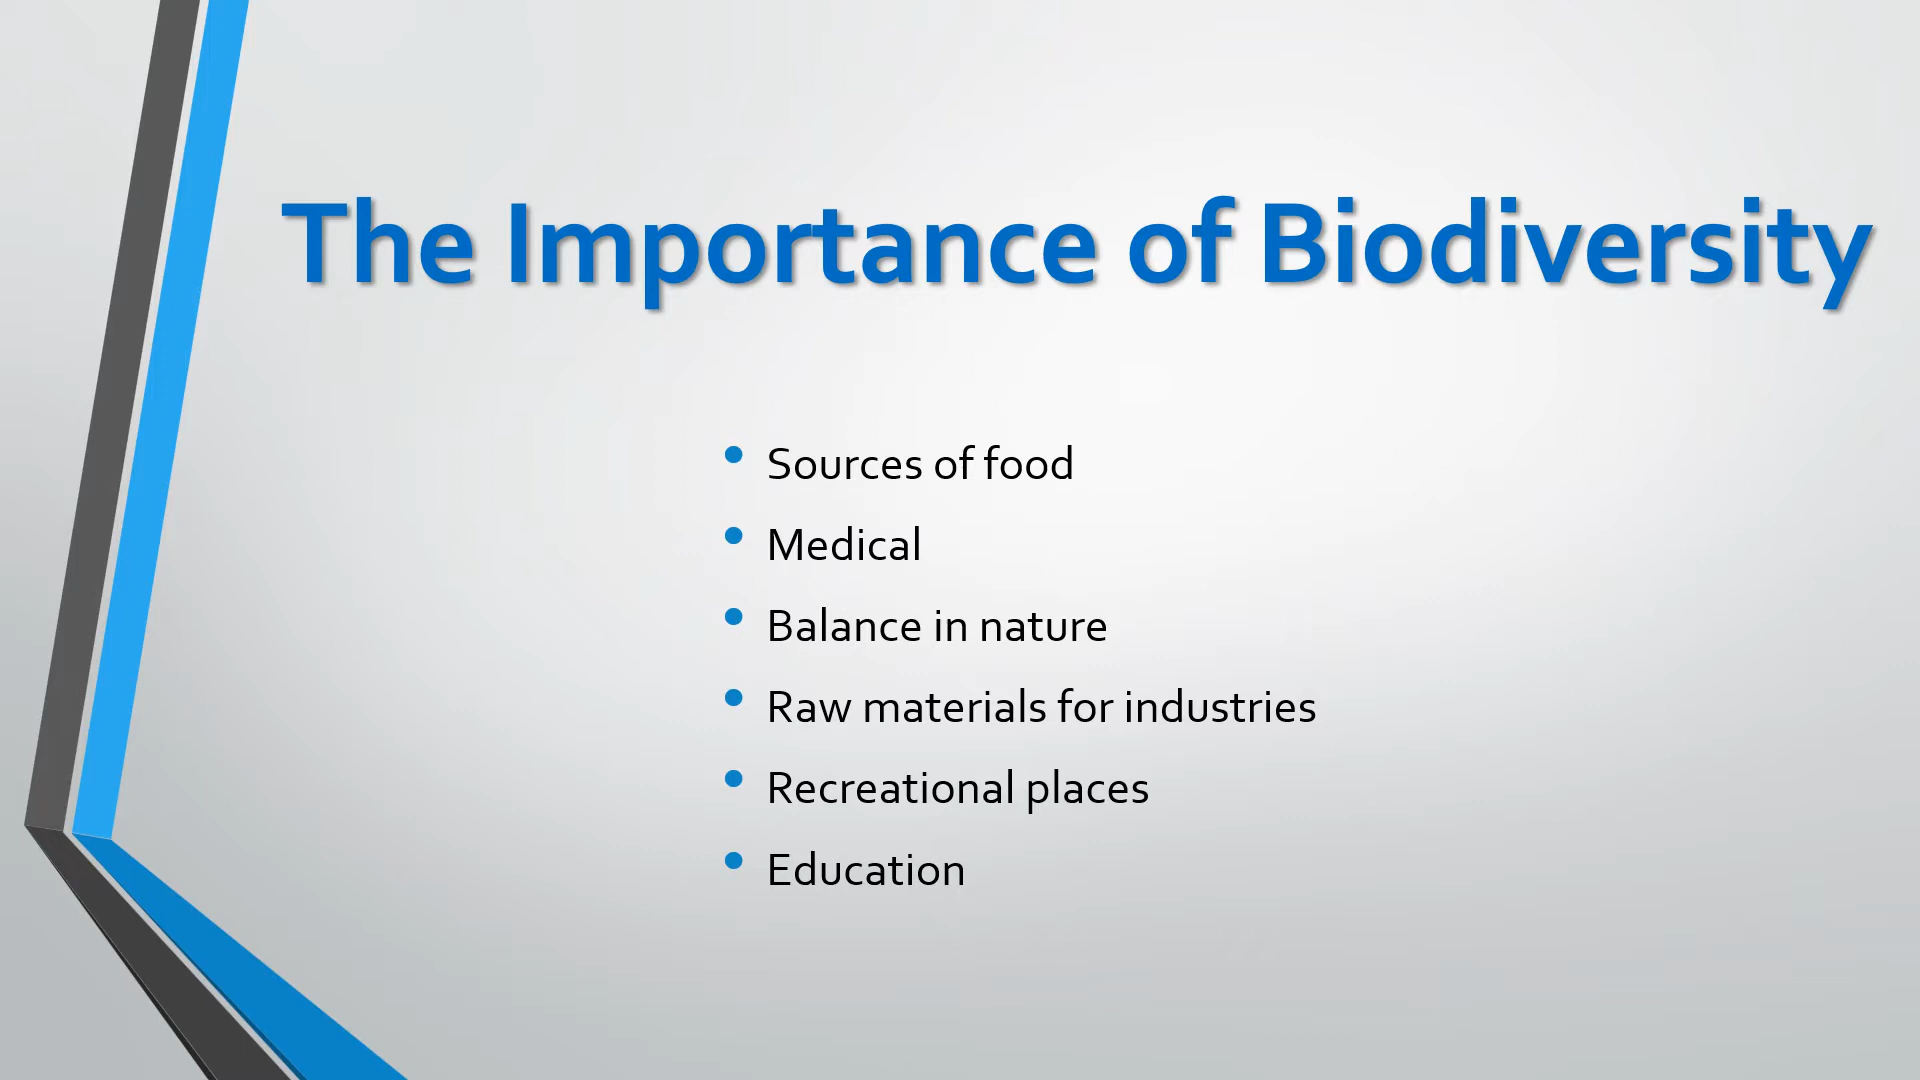 The Importance of Biodiversity
• Sources of food
• Medical
• Balance in nature
• Raw materials for industries
• Recreational places
• Education